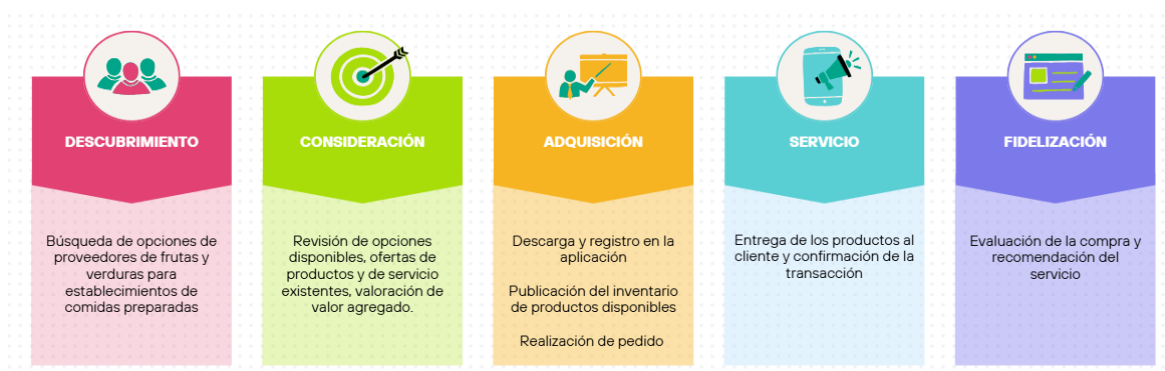 DESCUBRIMIENTO
Búsqueda de opciones de
proveedores de frutas y
verduras para
establecimientos de
comidas preparadas
CONSIDERACIÓN
Revisión de opciones
disponibles, ofertas de
productos y de servicio
existentes, valoración de
valor agregado.
ADQUISICIÓN
Descarga y registro en la
aplicación
Publicación del inventario
de productos disponibles
Realización de pedido
SERVICIO
Entrega de los productos al
cliente y confirmación de la
transacción
FIDELIZACIÓN
Evaluación de la compra y
recomendación del
servicio